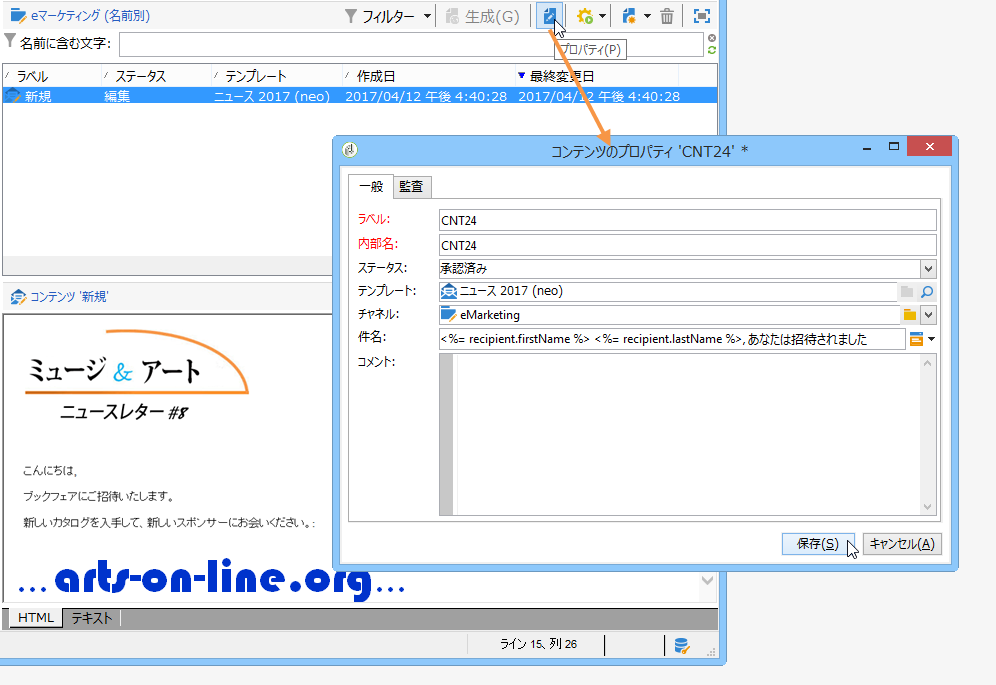 eマーケティング (名前別)
フィルター
生成(G)
プロパティ(P)
名前に含む文字:
ラベル ステータス テンプレート 作成日 最終変更日
新規 編集 ニュース 2017 (neo) 2017/04/12 午後 4:40:28 2017/04/12 午後 4:40:28
コンテンツのプロパティ 'CNT24' *
一般 監査
ラベル: CNT24
内部名: CNT24
ステータス: 承認済み
テンプレート: ニュース 2017 (neo)
チャネル: eMarketing
件名: <%= recipient.firstName %> <%= recipient.lastName %>, あなたは招待されました
コメント:
保存(S) キャンセル(A)
コンテンツ '新規'
ミュージ & アート
ニュースレター #8
こんにちは,
ブックフェアにご招待いたします。
新しいカタログを入手して、新しいスポンサーにお会いください。:
...arts-on-line.org...
HTML テキスト
ライン 15、列 26